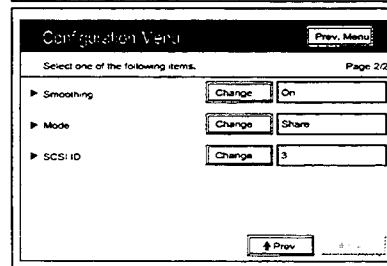 Configuration Menu Prev. Menu
Select one of the following items. Page 2/2
► Smoothing Change On
► Mode Change Share
► SCSI ID Change 3
↑ Prev